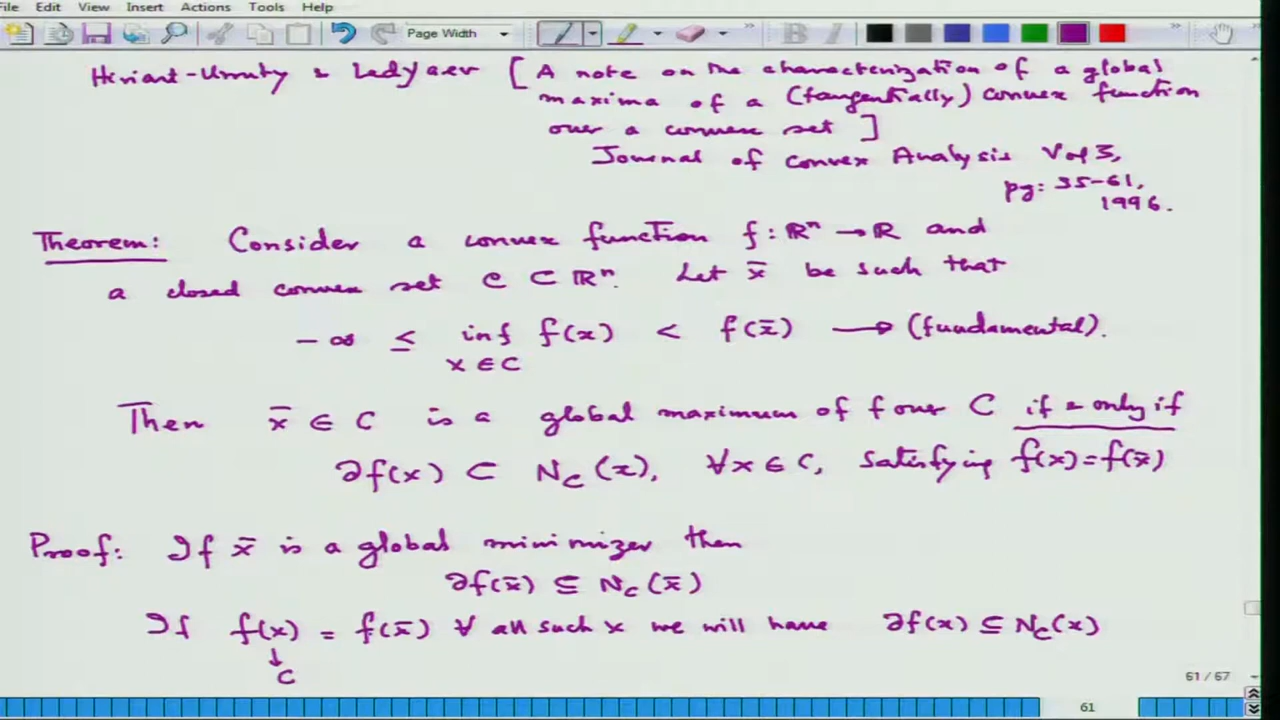 File Edit View Insert Actions Tools Help
Page Width
Hiriart-Urruty & Ledyaev [A note on the characterization of a global
maxima of a (tangentially) convex function
over a convex set]
Journal of convex Analysis Vol 3,
pg: 35-61,
1996.
Theorem: Consider a convex function f: ℝⁿ → ℝ and
a closed convex set C ⊂ ℝⁿ. Let x̄ be such that
-∞ ≤ inf f(x) < f(x̄) → (fundamental).
x ∈ C
Then x̄ ∈ C is a global maximum of f over C if & only if
∂f(x) ⊂ N_C(x), ∀x ∈ C, satisfying f(x) = f(x̄)
Proof: If x̄ is a global minimizer then
∂f(x̄) ⊆ N_C(x̄)
If f(x) = f(x̄) ∀ all such x we will have ∂f(x) ⊆ N_C(x)
↓
C
61 / 67
61